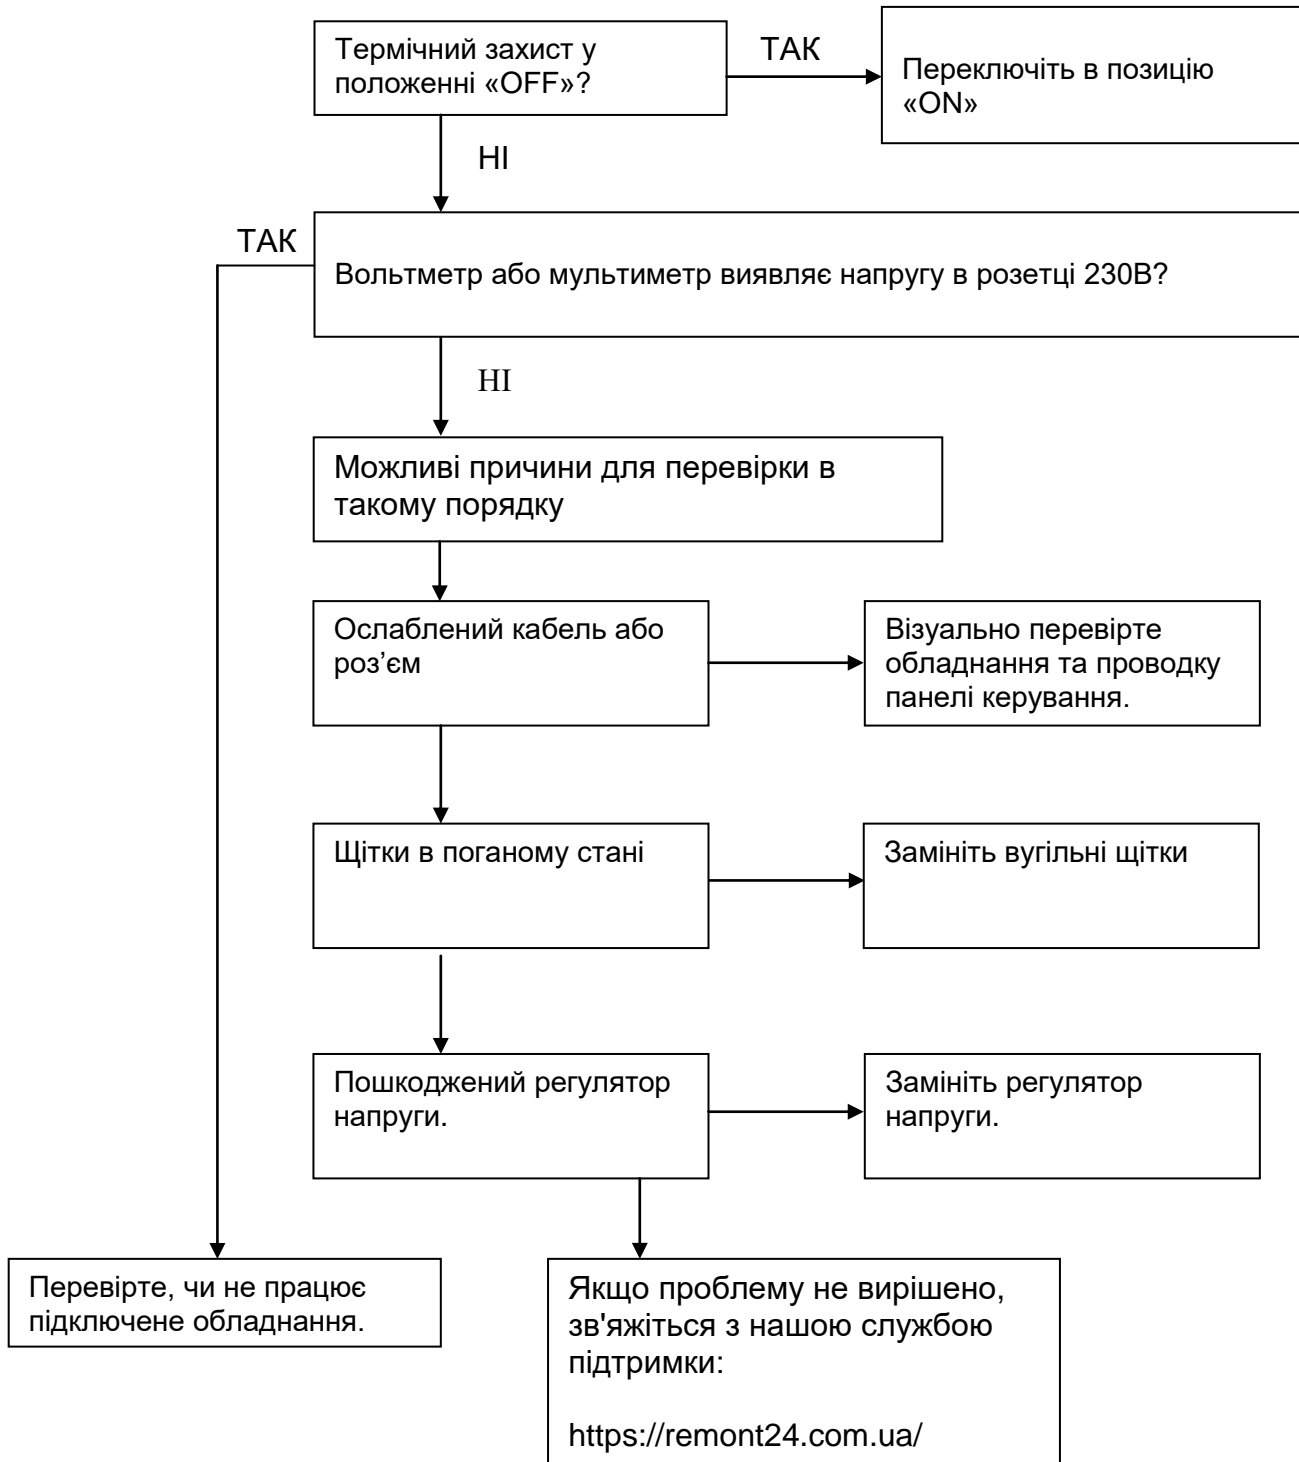 Термічний захист у
положенні «OFF»?
ТАК
Переключіть в позицію
«ON»
НІ
ТАК
Вольтметр або мультиметр виявляє напругу в розетці 230В?
НІ
Можливі причини для перевірки в
такому порядку
Ослаблений кабель або
роз’єм
Візуально перевірте
обладнання та проводку
панелі керування.
Щітки в поганому стані
Замініть вугільні щітки
Пошкоджений регулятор
напруги.
Замініть регулятор
напруги.
Перевірте, чи не працює
підключене обладнання.
Якщо проблему не вирішено,
зв'яжіться з нашою службою
підтримки:
https://remont24.com.ua/